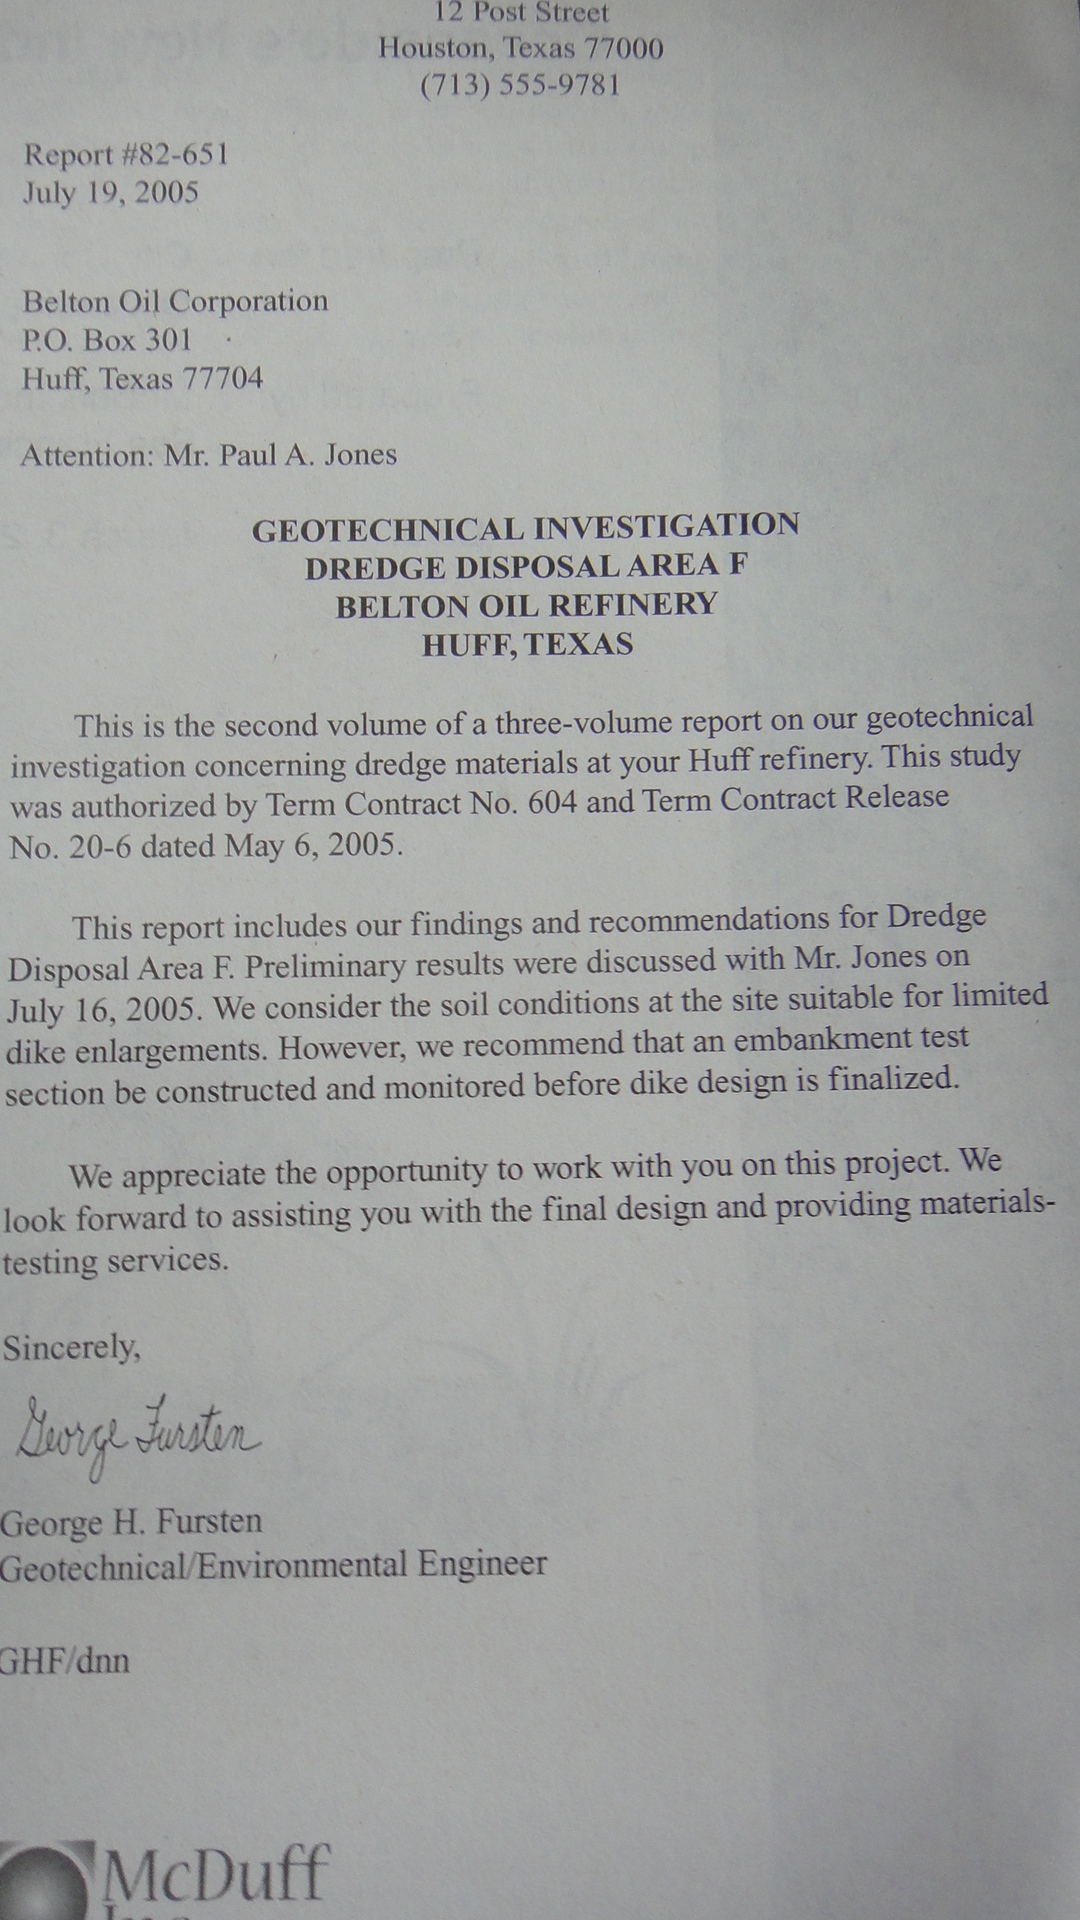 12 Post Street
Houston, Texas 77000
(713) 555-9781
Report #82-651
July 19, 2005
Belton Oil Corporation
P.O. Box 301
Huff, Texas 77704
Attention: Mr. Paul A. Jones
GEOTECHNICAL INVESTIGATION
DREDGE DISPOSAL AREA F
BELTON OIL REFINERY
HUFF, TEXAS
This is the second volume of a three-volume report on our geotechnical
investigation concerning dredge materials at your Huff refinery. This study
was authorized by Term Contract No. 604 and Term Contract Release
No. 20-6 dated May 6, 2005.
This report includes our findings and recommendations for Dredge
Disposal Area F. Preliminary results were discussed with Mr. Jones on
July 16, 2005. We consider the soil conditions at the site suitable for limited
dike enlargements. However, we recommend that an embankment test
section be constructed and monitored before dike design is finalized.
We appreciate the opportunity to work with you on this project. We
look forward to assisting you with the final design and providing materials-
testing services.
Sincerely,
George Fursten
George H. Fursten
Geotechnical/Environmental Engineer
GHF/dnn
McDuff